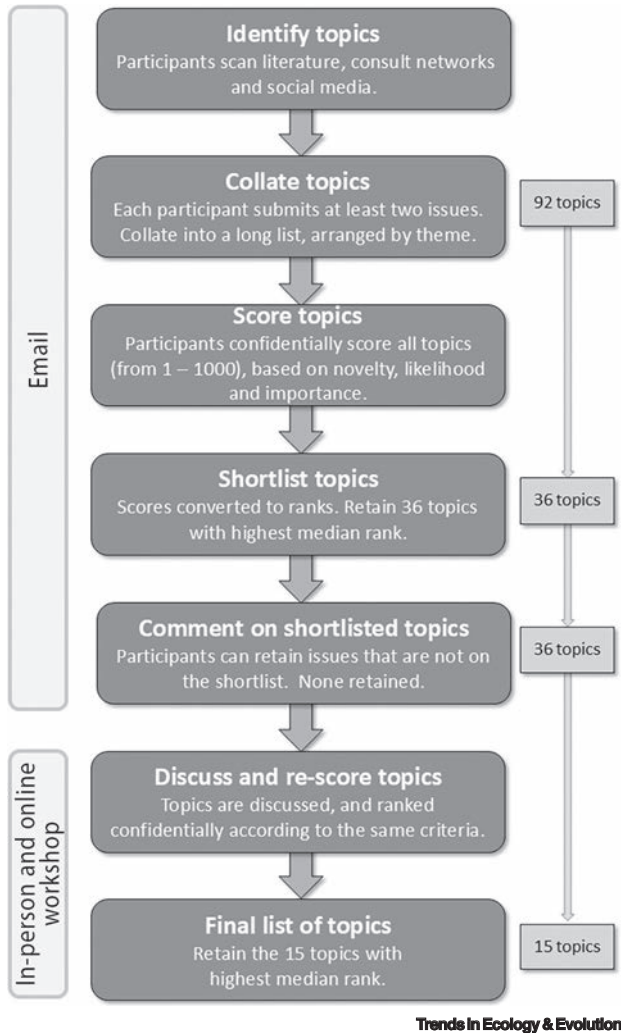 Identify topics
Participants scan literature, consult networks
and social media.
Collate topics
Each participant submits at least two issues.
Collate into a long list, arranged by theme.
92 topics
Score topics
Participants confidentially score all topics
(from 1 – 1000), based on novelty, likelihood
and importance.
Email
Shortlist topics
Scores converted to ranks. Retain 36 topics
with highest median rank.
36 topics
Comment on shortlisted topics
Participants can retain issues that are not on
the shortlist. None retained.
36 topics
Discuss and re-score topics
Topics are discussed, and ranked
confidentially according to the same criteria.
In-person and online
workshop
Final list of topics
Retain the 15 topics with
highest median rank.
15 topics
Trends in Ecology & Evolution